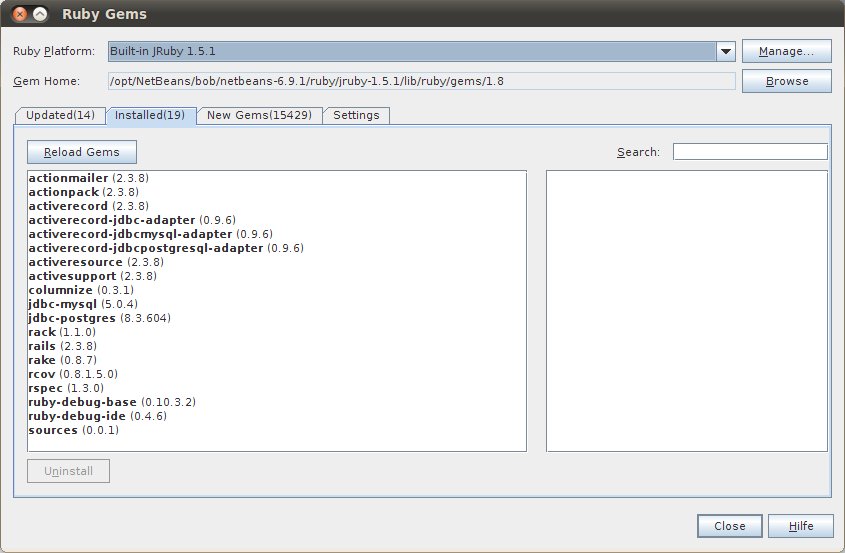 Ruby Gems
Ruby Platform: Built-in JRuby 1.5.1 Manage...
Gem Home: /opt/NetBeans/bob/netbeans-6.9.1/ruby/jruby-1.5.1/lib/ruby/gems/1.8 Browse
Updated(14) Installed(19) New Gems(15429) Settings
Reload Gems Search:
actionmailer (2.3.8)
actionpack (2.3.8)
activerecord (2.3.8)
activerecord-jdbc-adapter (0.9.6)
activerecord-jdbcmysql-adapter (0.9.6)
activerecord-jdbcpostgresql-adapter (0.9.6)
activeresource (2.3.8)
activesupport (2.3.8)
columnize (0.3.1)
jdbc-mysql (5.0.4)
jdbc-postgres (8.3.604)
rack (1.1.0)
rails (2.3.8)
rake (0.8.7)
rcov (0.8.1.5.0)
rspec (1.3.0)
ruby-debug-base (0.10.3.2)
ruby-debug-ide (0.4.6)
sources (0.0.1)
Uninstall
Close Hilfe